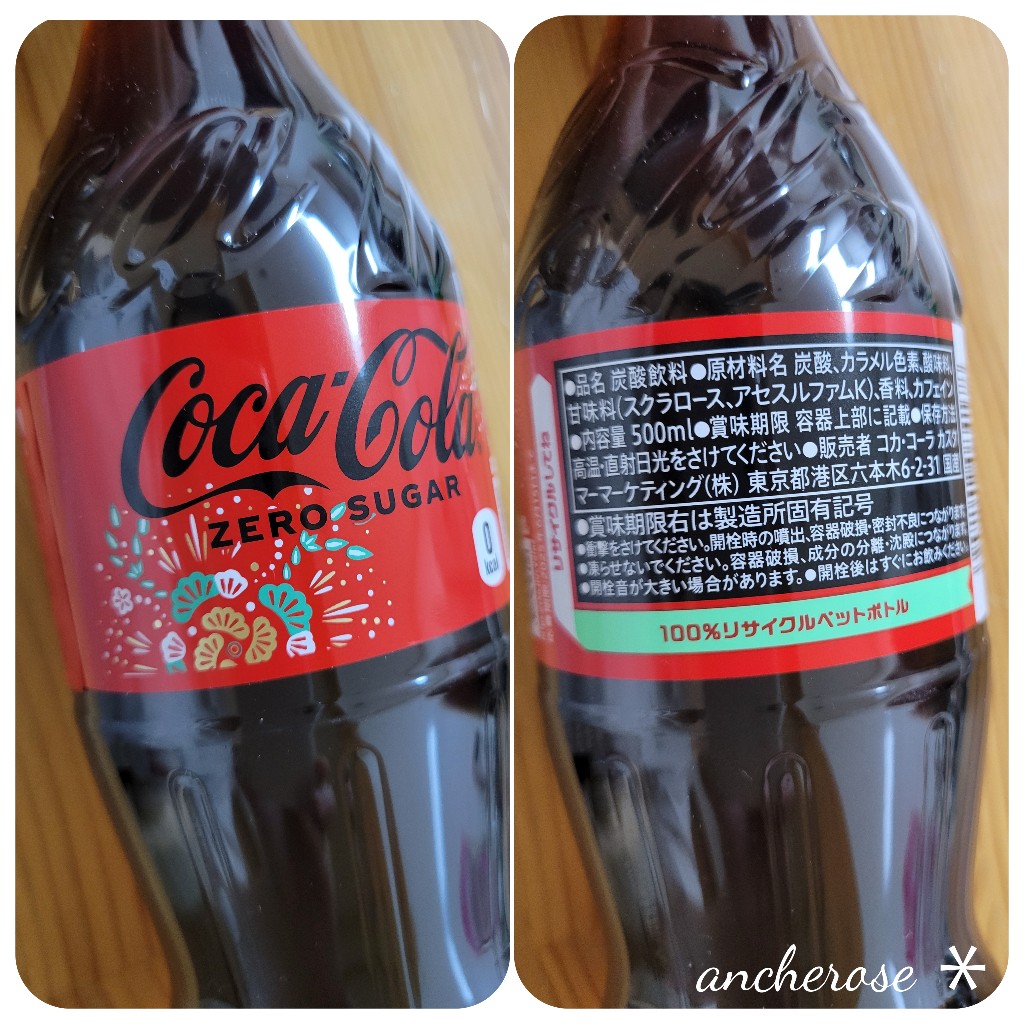 Coca-Cola
ZERO SUGAR
0
kcal
リサイクルしてね
●品名 炭酸飲料 ●原材料名 炭酸、カラメル色素、酸味料、
甘味料(スクラロース、アセスルファムK)、香料、カフェイン
●内容量 500ml●賞味期限 容器上部に記載●保存方法
高温・直射日光をさけてください●販売者 コカ・コーラ カスタ
マーマーケティング(株) 東京都港区六本木6-2-31 国産
●賞味期限右は製造所固有記号
●衝撃をさけてください。開栓時の噴出、容器破損・密封不良につながります。
●凍らせないでください。容器破損、成分の分離・沈殿につながります。
●開栓音が大きい場合があります。●開栓後はすぐにお飲みください。
100%リサイクルペットボトル
ancherose *